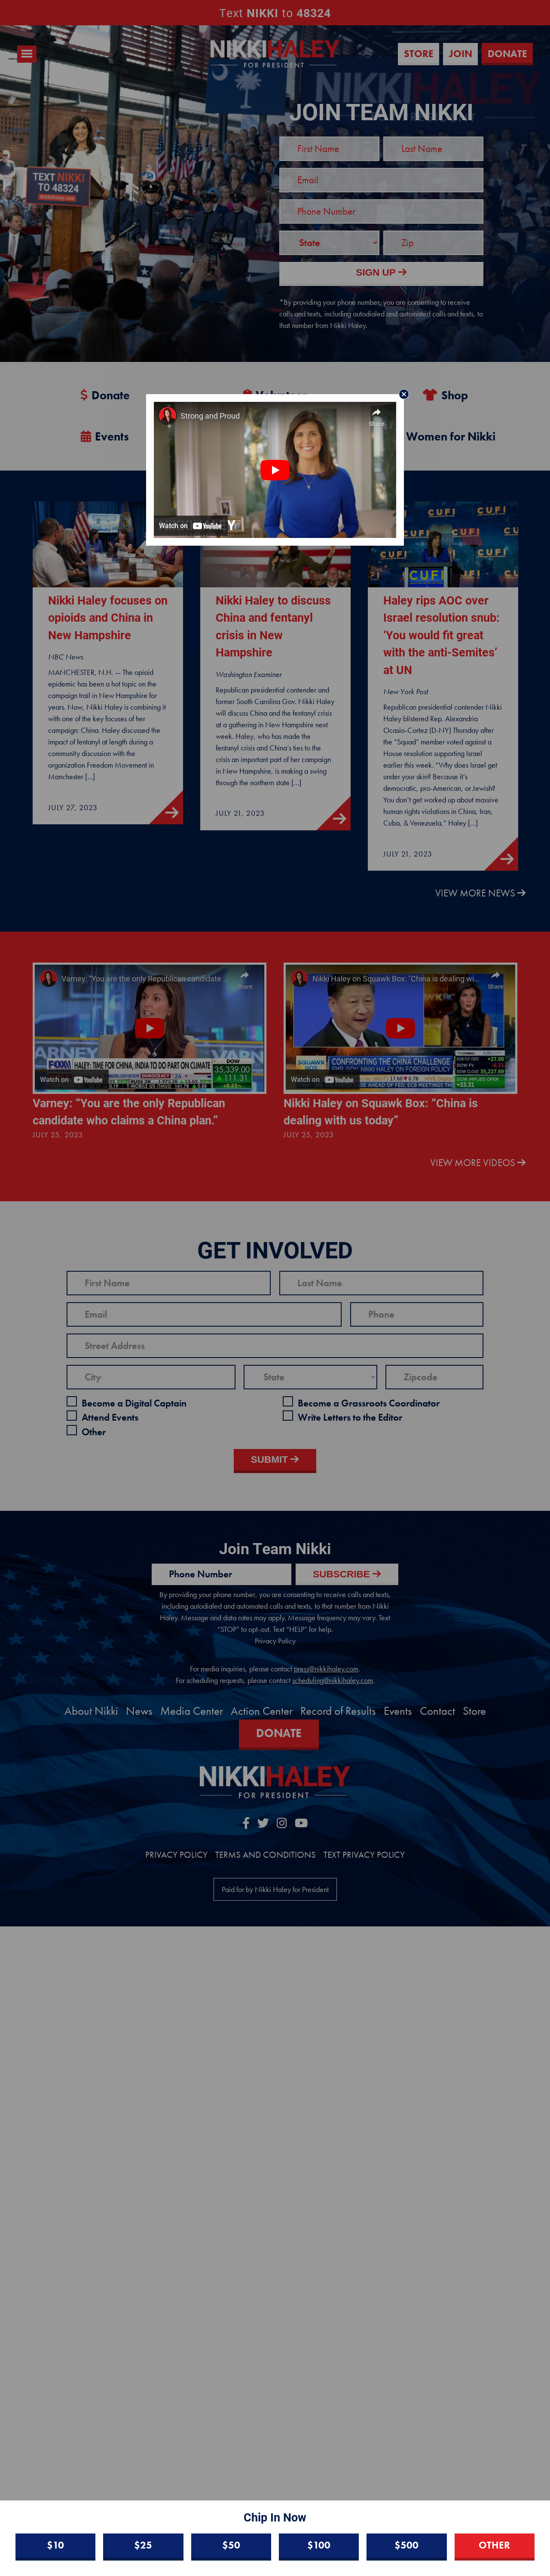 Text NIKKI to 48324
NIKKIHALEY
FOR PRESIDENT
STORE
JOIN
DONATE
JOIN TEAM NIKKI
TEXT NIKKI
TO 48324
First Name
Last Name
Email
Phone Number
State
Zip
SIGN UP
*By providing your phone number, you are consenting to receive
calls and texts, including autodialed and automated calls and texts, to
that number from Nikki Haley.
Donate
Shop
Events
Women for Nikki
Strong and Proud
Share
Watch on YouTube
Nikki Haley focuses on
opioids and China in
New Hampshire
NBC News
MANCHESTER, N.H. — The opioid
epidemic has been a hot topic on the
campaign trail in New Hampshire for
years. Now, Nikki Haley is combining it
with one of the key focuses of her
campaign: China. Haley discussed the
impact of fentanyl at length during a
community discussion with the
organization Freedom Movement in
Manchester [...]
JULY 27, 2023
Nikki Haley to discuss
China and fentanyl
crisis in New
Hampshire
Washington Examiner
Republican presidential contender and
former South Carolina Gov. Nikki Haley
will discuss China and the fentanyl crisis
at a gathering in New Hampshire next
week. Haley, who has made the
fentanyl crisis and China's ties to the
crisis an important part of her campaign
in New Hampshire, is making a swing
through the northern state [...]
JULY 21, 2023
CUFI
Haley rips AOC over
Israel resolution snub:
'You would fit great
with the anti-Semites'
at UN
New York Post
Republican presidential contender Nikki
Haley blistered Rep. Alexandria
Ocasio-Cortez (D-NY) Thursday after
the "Squad" member voted against a
House resolution supporting Israel
earlier this week. "Why does Israel get
under your skin? Because it's
democratic, pro-American, or Jewish?
You don't get worked up about massive
human rights violations in China, Iran,
Cuba, & Venezuela," Haley [...]
JULY 21, 2023
VIEW MORE NEWS
Varney: "You are the only Republican candidate
Share
HALEY: TIME FOR CHINA, INDIA TO DO PART ON CLIMATE
DOW
35,339.00
111.31
Watch on YouTube
Varney: "You are the only Republican
candidate who claims a China plan."
JULY 25, 2023
Nikki Haley on Squawk Box: "China is dealing wi...
Share
CONFRONTING THE CHINA CHALLENGE
GOV. NIKKI HALEY ON FOREIGN POLICY
Watch on YouTube
Nikki Haley on Squawk Box: "China is
dealing with us today"
JULY 25, 2023
VIEW MORE VIDEOS
GET INVOLVED
First Name
Last Name
Email
Phone
Street Address
City
State
Zipcode
Become a Digital Captain
Become a Grassroots Coordinator
Attend Events
Write Letters to the Editor
Other
SUBMIT
Join Team Nikki
Phone Number
SUBSCRIBE
By providing your phone number, you are consenting to receive calls and texts,
including autodialed and automated calls and texts, to that number from Nikki
Haley. Message and data rates may apply. Message frequency may vary. Text
"STOP" to opt-out. Text "HELP" for help.
Privacy Policy
For media inquiries, please contact press@nikkihaley.com.
For scheduling requests, please contact scheduling@nikkihaley.com.
About Nikki News Media Center Action Center Record of Results Events Contact Store
DONATE
NIKKIHALEY
FOR PRESIDENT
PRIVACY POLICY TERMS AND CONDITIONS TEXT PRIVACY POLICY
Paid for by Nikki Haley for President
Chip In Now
$10
$25
$50
$100
$500
OTHER